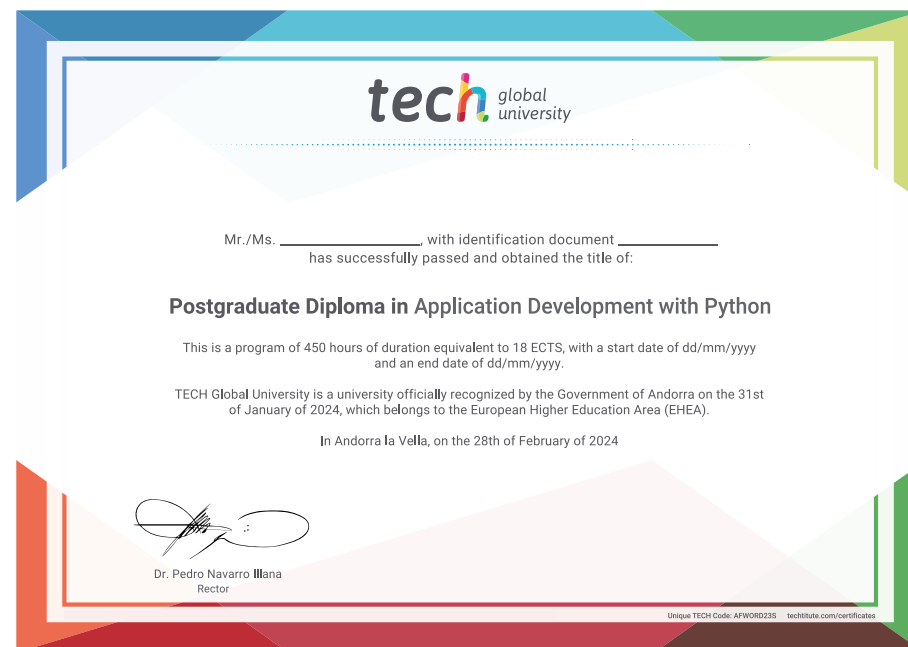 tech global
university
Mr./Ms. ____________, with identification document ____________
has successfully passed and obtained the title of:
Postgraduate Diploma in Application Development with Python
This is a program of 450 hours of duration equivalent to 18 ECTS, with a start date of dd/mm/yyyy
and an end date of dd/mm/yyyy.
TECH Global University is a university officially recognized by the Government of Andorra on the 31st
of January of 2024, which belongs to the European Higher Education Area (EHEA).
In Andorra la Vella, on the 28th of February of 2024
Dr. Pedro Navarro Illana
Rector
Unique TECH Code: AFWORD23S techtitute.com/certificates